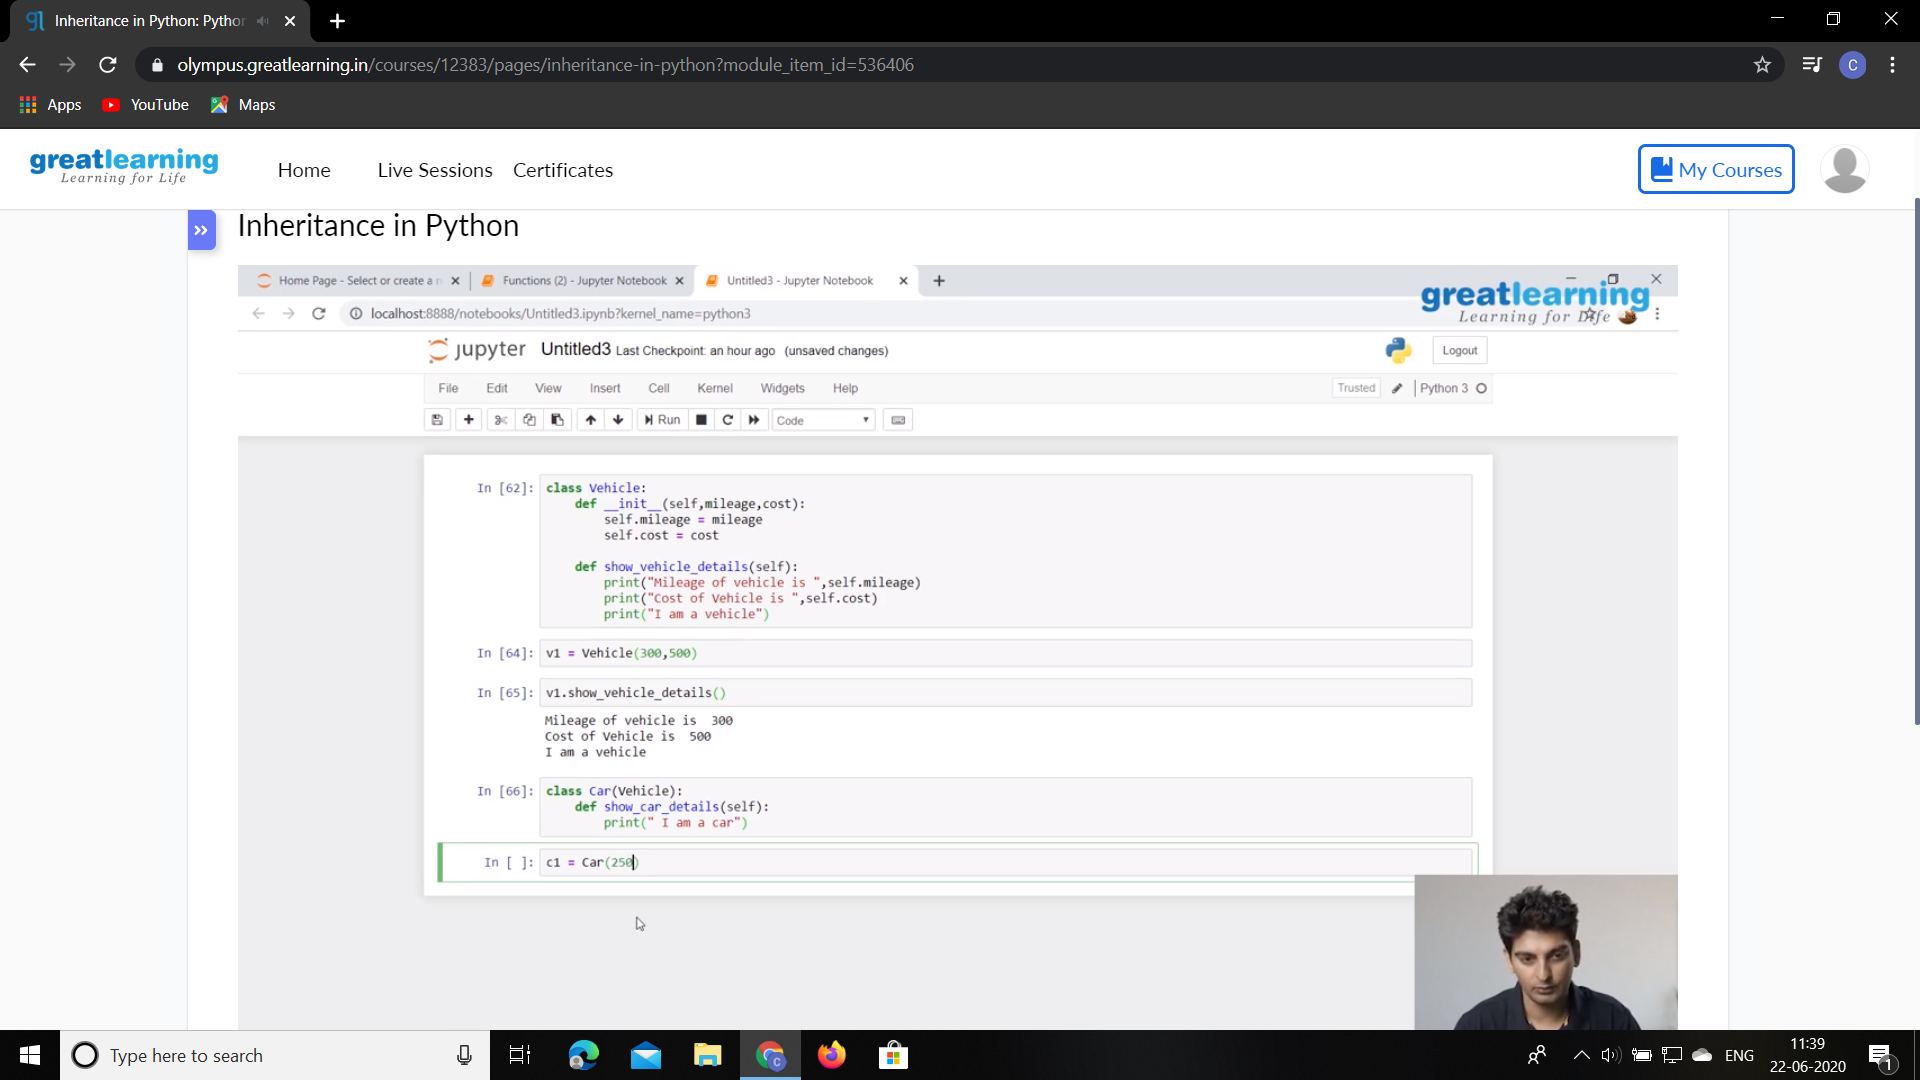 Inheritance in Python: Python
olympus.greatlearning.in/courses/12383/pages/inheritance-in-python?module_item_id=536406
C
Apps YouTube Maps
greatlearning
Learning for Life
Home Live Sessions Certificates
My Courses
Inheritance in Python
Home Page - Select or create a n Functions (2) - Jupyter Notebook Untitled3 - Jupyter Notebook
greatlearning
Learning for Life
localhost:8888/notebooks/Untitled3.ipynb?kernel_name=python3
jupyter Untitled3 Last Checkpoint: an hour ago (unsaved changes)
Logout
File Edit View Insert Cell Kernel Widgets Help
Trusted Python 3
Run Code
In [62]: class Vehicle:
def __init__(self,mileage,cost):
self.mileage = mileage
self.cost = cost
def show_vehicle_details(self):
print("Mileage of vehicle is ",self.mileage)
print("Cost of Vehicle is ",self.cost)
print("I am a vehicle")
In [64]: v1 = Vehicle(300,500)
In [65]: v1.show_vehicle_details()
Mileage of vehicle is  300
Cost of Vehicle is  500
I am a vehicle
In [66]: class Car(Vehicle):
def show_car_details(self):
print(" I am a car")
In [ ]: c1 = Car(250)
Type here to search
C
ENG
11:39
22-06-2020
1